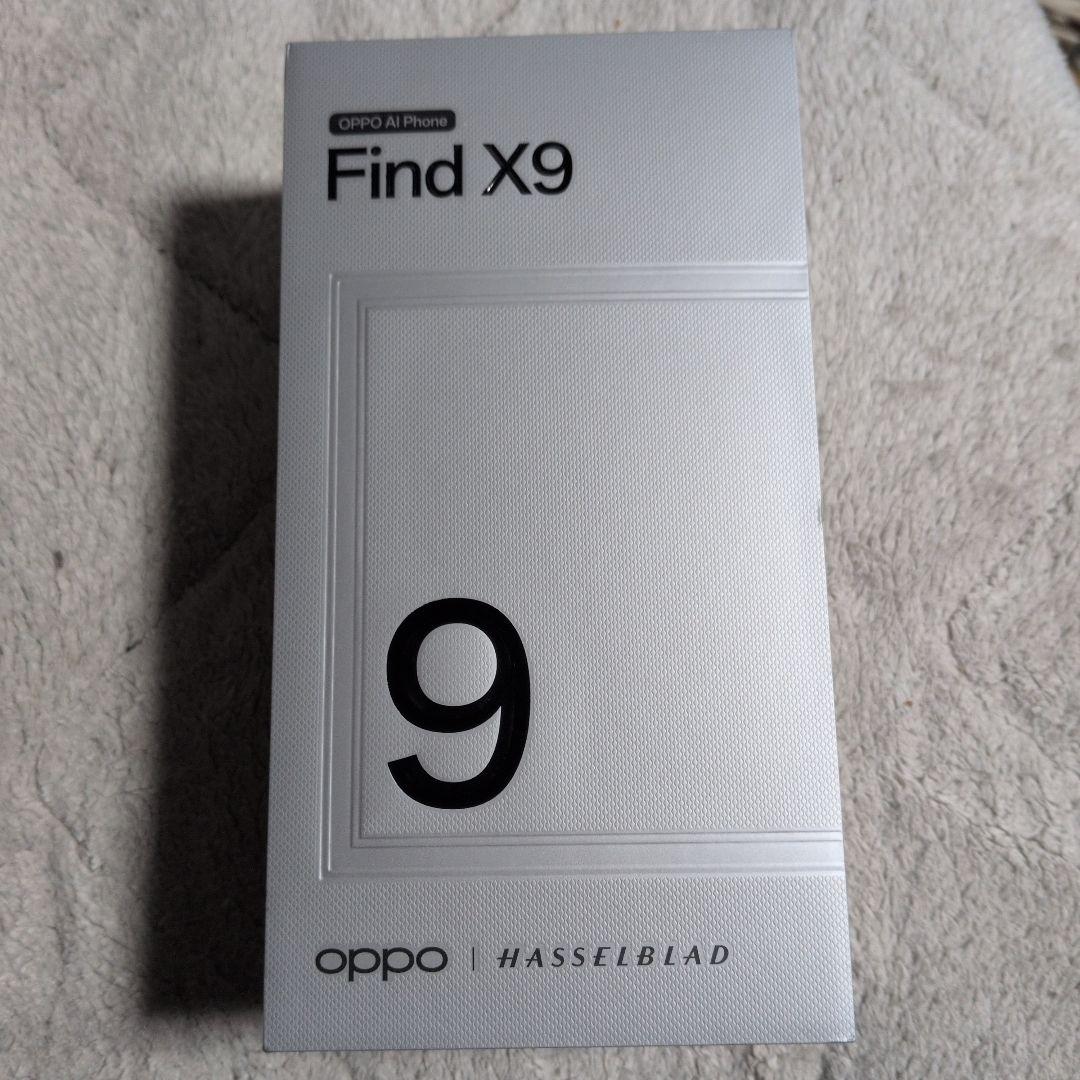 OPPO AI Phone
Find X9
9
oppo | HASSELBLAD